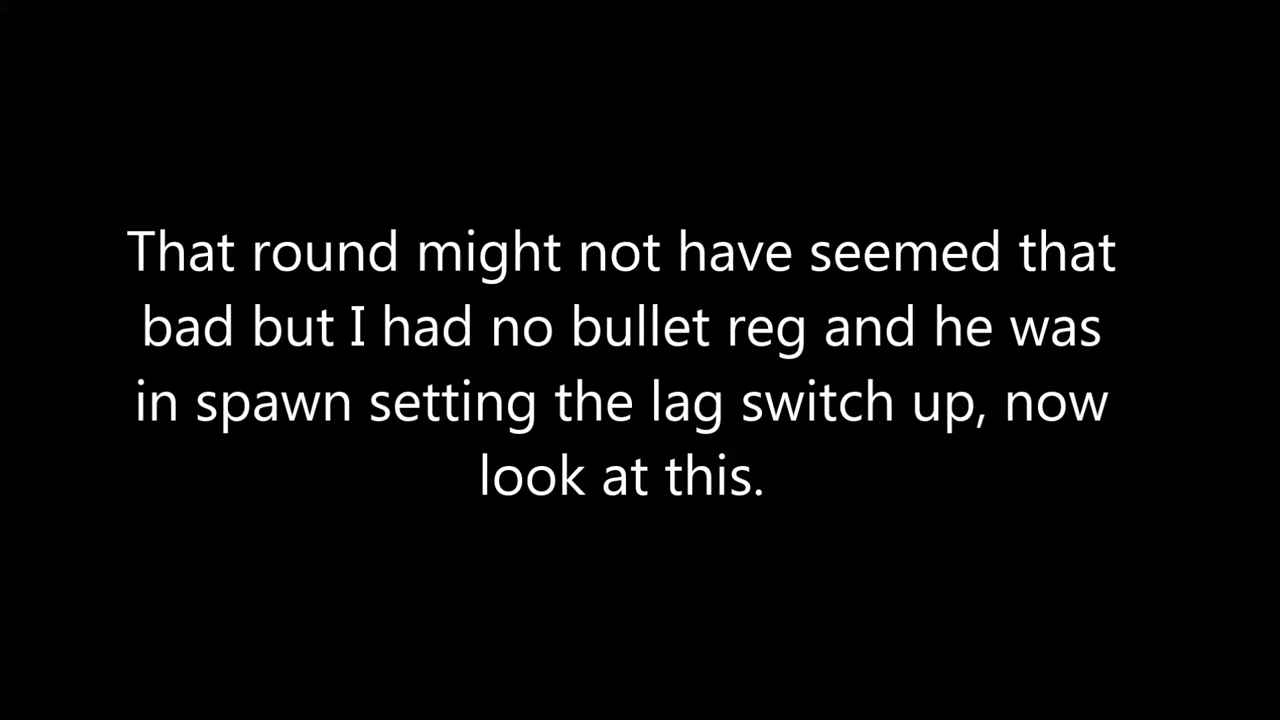 That round might not have seemed that
bad but I had no bullet reg and he was
in spawn setting the lag switch up, now
look at this.